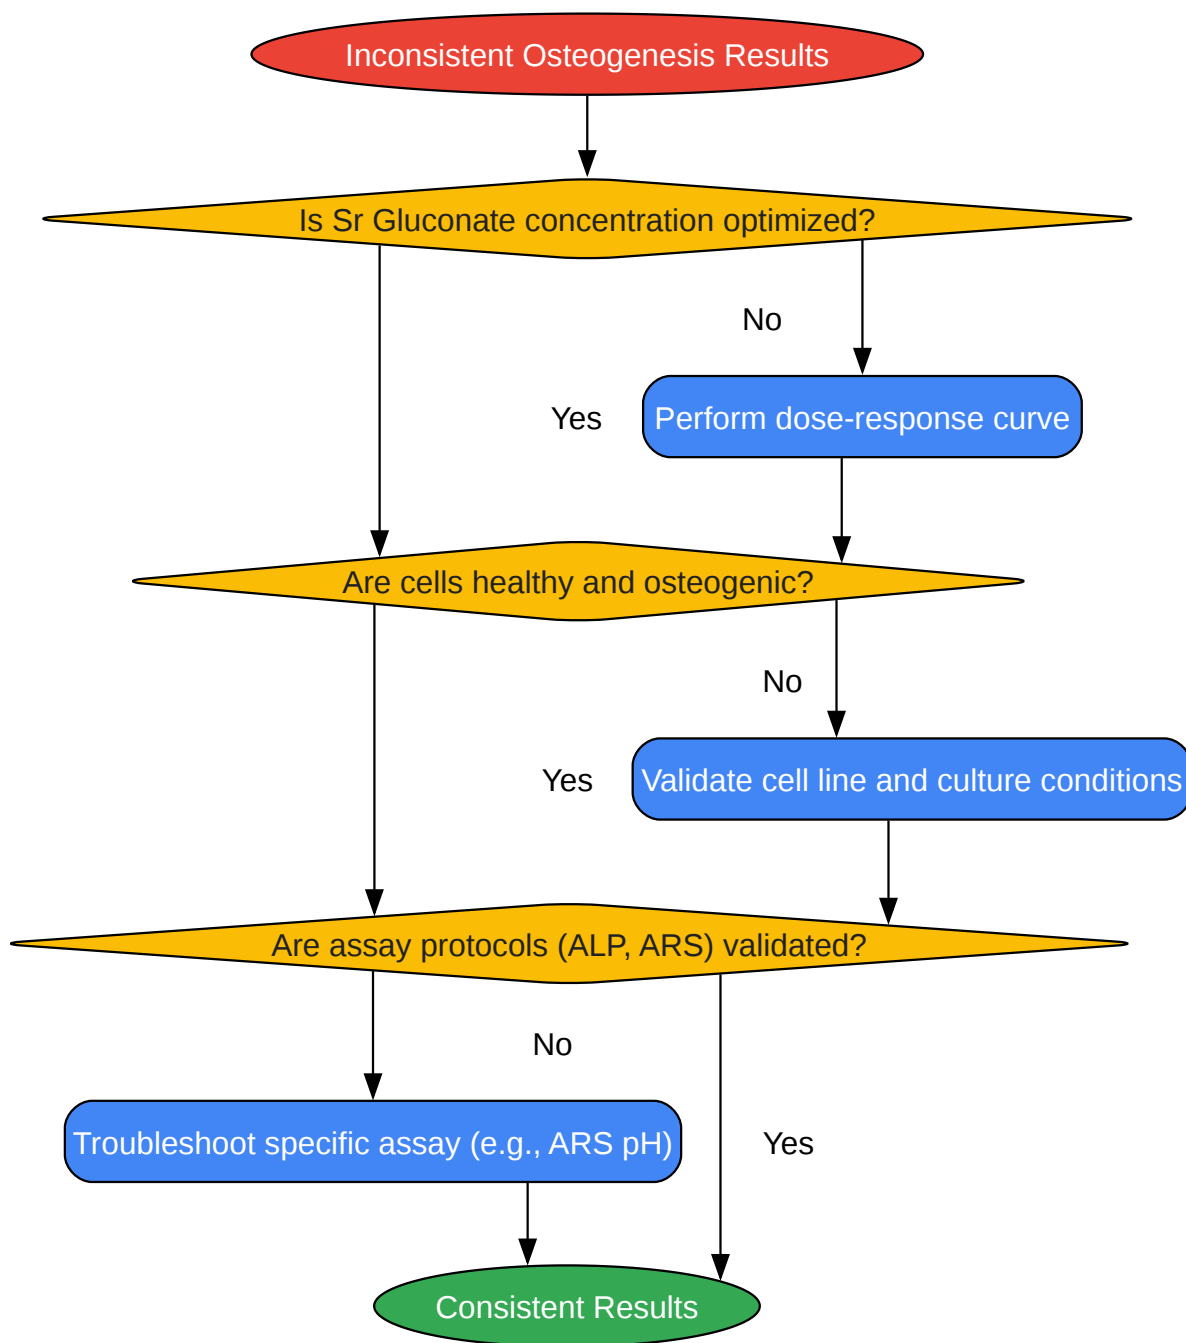 Inconsistent Osteogenesis Results
Is Sr Gluconate concentration optimized?
No
Yes
Perform dose-response curve
Are cells healthy and osteogenic?
No
Yes
Validate cell line and culture conditions
Are assay protocols (ALP, ARS) validated?
No
Troubleshoot specific assay (e.g., ARS pH)
Yes
Consistent Results